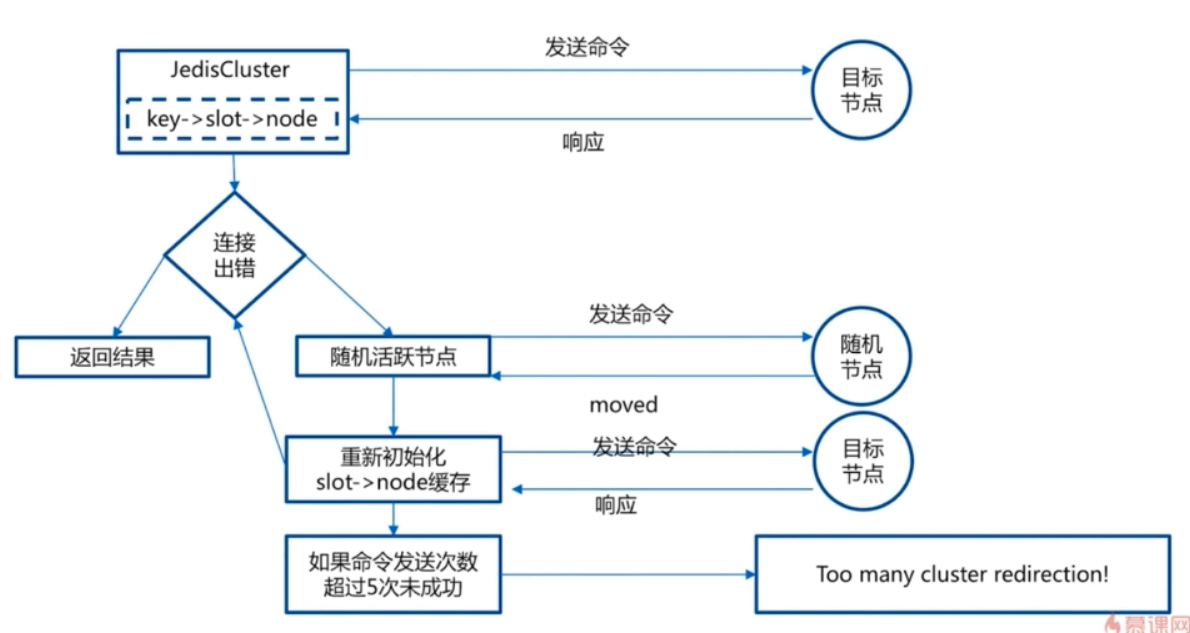 发送命令
JedisCluster
key->slot->node
目标
节点
响应
连接
出错
返回结果
随机活跃节点
发送命令
随机
节点
moved
重新初始化
slot->node缓存
发送命令
目标
节点
响应
如果命令发送次数
超过5次未成功
Too many cluster redirection!
慕课网